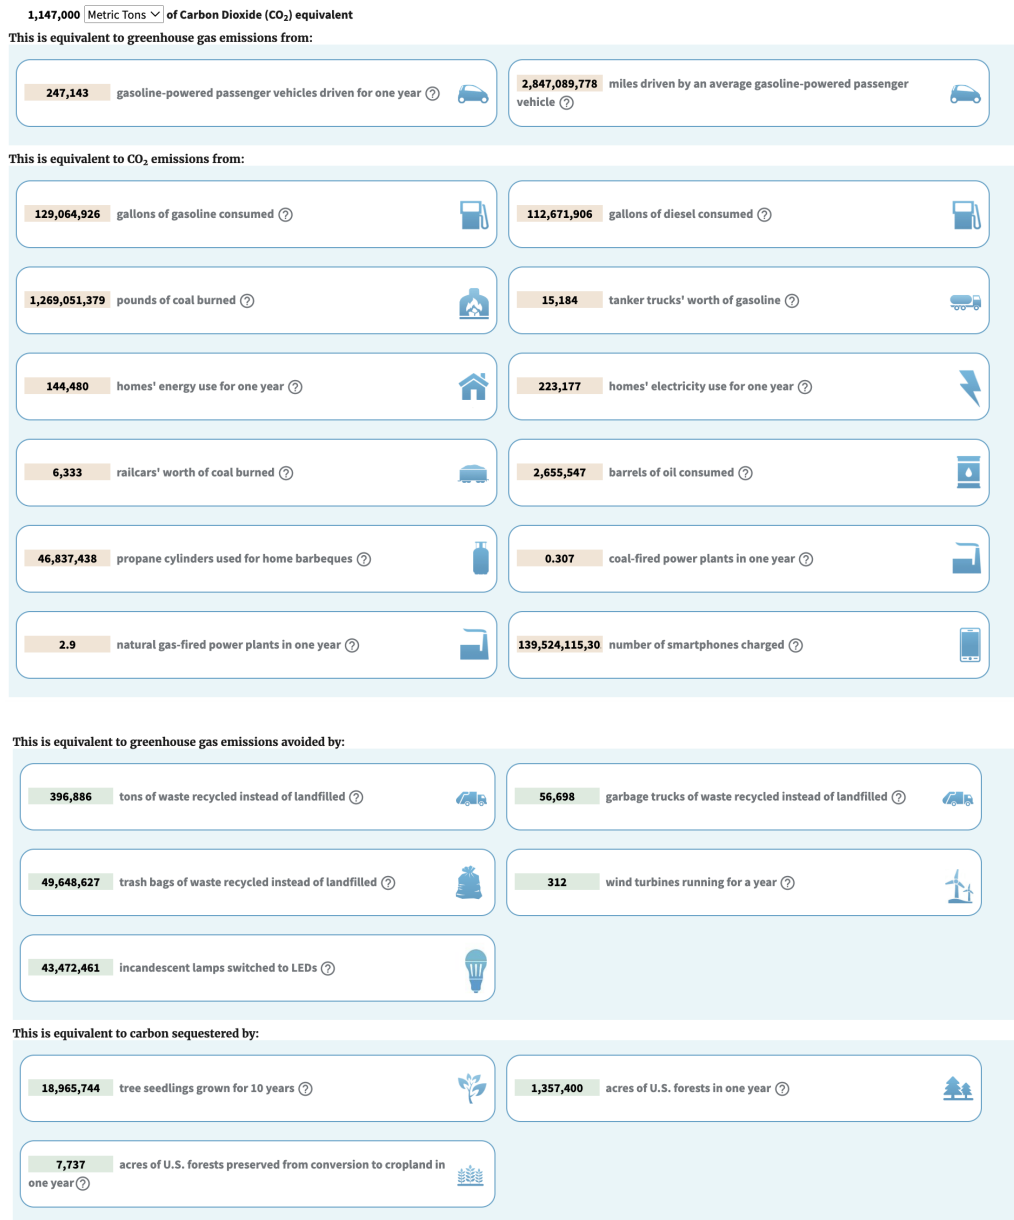 1,147,000 Metric Tons of Carbon Dioxide (CO₂) equivalent
This is equivalent to greenhouse gas emissions from:
247,143 gasoline-powered passenger vehicles driven for one year ?
2,847,089,778 miles driven by an average gasoline-powered passenger
vehicle ?
This is equivalent to CO₂ emissions from:
129,064,926 gallons of gasoline consumed ?
112,671,906 gallons of diesel consumed ?
1,269,051,379 pounds of coal burned ?
15,184 tanker trucks' worth of gasoline ?
144,480 homes' energy use for one year ?
223,177 homes' electricity use for one year ?
6,333 railcars' worth of coal burned ?
2,655,547 barrels of oil consumed ?
46,837,438 propane cylinders used for home barbeques ?
0.307 coal-fired power plants in one year ?
2.9 natural gas-fired power plants in one year ?
139,524,115,30 number of smartphones charged ?
This is equivalent to greenhouse gas emissions avoided by:
396,886 tons of waste recycled instead of landfilled ?
56,698 garbage trucks of waste recycled instead of landfilled ?
49,648,627 trash bags of waste recycled instead of landfilled ?
312 wind turbines running for a year ?
43,472,461 incandescent lamps switched to LEDs ?
This is equivalent to carbon sequestered by:
18,965,744 tree seedlings grown for 10 years ?
1,357,400 acres of U.S. forests in one year ?
7,737 acres of U.S. forests preserved from conversion to cropland in
one year ?